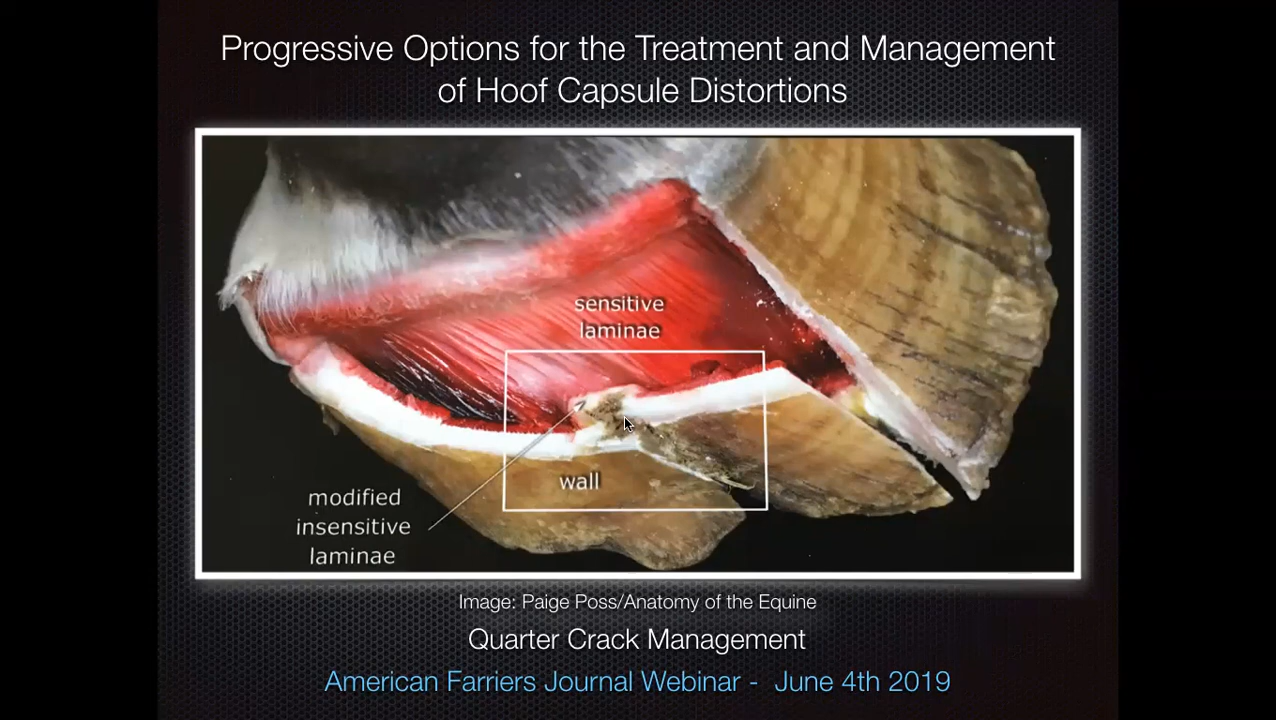 Progressive Options for the Treatment and Management
of Hoof Capsule Distortions
sensitive
laminae
wall
modified
insensitive
laminae
Image: Paige Poss/Anatomy of the Equine
Quarter Crack Management
American Farriers Journal Webinar - June 4th 2019